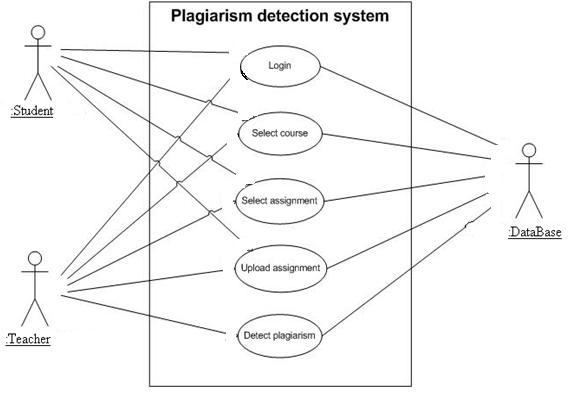 Plagiarism detection system
Login
:Student
Select course
Select assignment
:DataBase
Upload assignment
:Teacher
Detect plagiarism